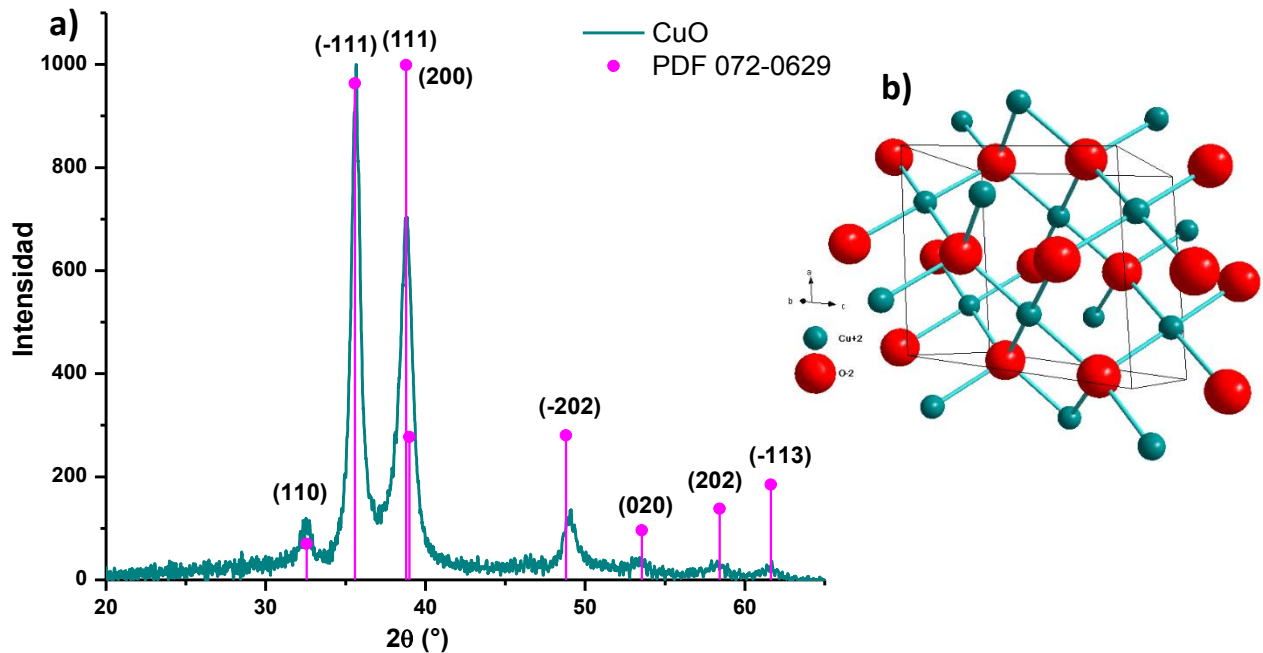 a)
CuO
PDF 072-0629
(-111)
(111)
(200)
(-202)
(-113)
(110)
(020)
(202)
1000
800
600
400
200
0
Intensidad
20
30
40
50
60
2θ (°)
b)
a
b
c
Cu+2
O-2